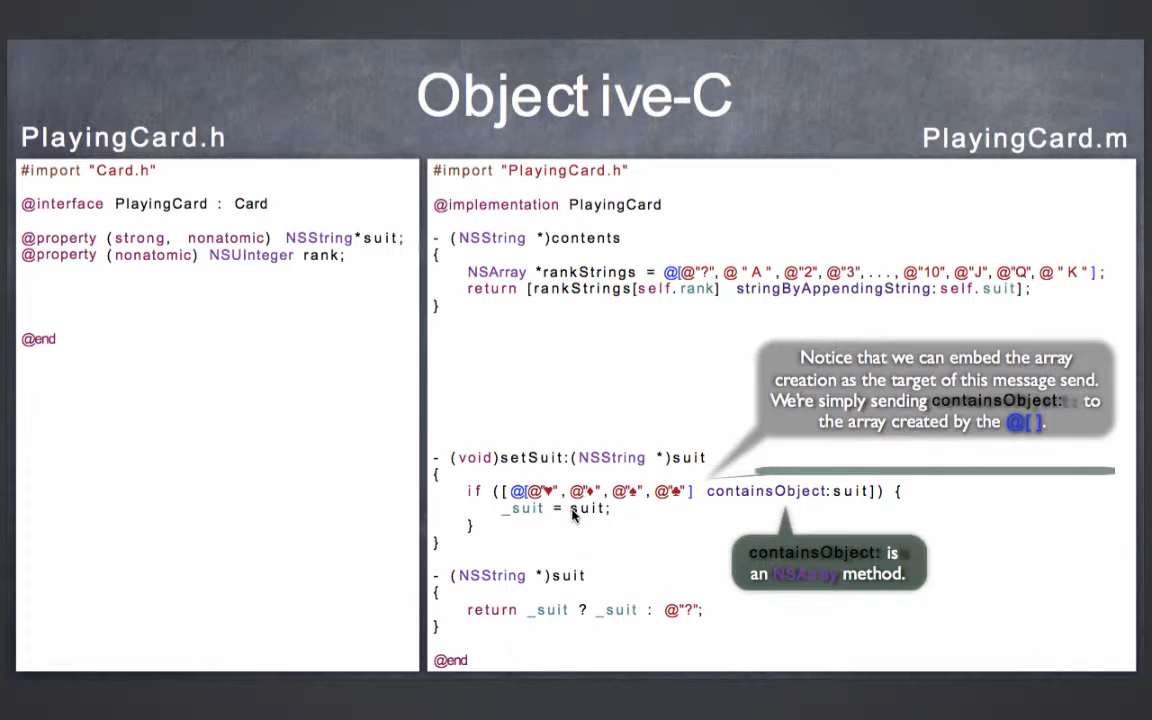 Objective-C
PlayingCard.h
PlayingCard.m
#import "Card.h"
@interface PlayingCard : Card
@property (strong, nonatomic) NSString *suit;
@property (nonatomic) NSUInteger rank;
@end
#import "PlayingCard.h"
@implementation PlayingCard
- (NSString *)contents
{
NSArray *rankStrings = @[@"?", @"A", @"2", @"3",..., @"10", @"J", @"Q", @"K"];
return [rankStrings[self.rank] stringByAppendingString:self.suit];
}
Notice that we can embed the array
creation as the target of this message send.
We're simply sending containsObject: to
the array created by the @[ ].
- (void)setSuit:(NSString *)suit
{
if ([@[@"♥", @"♦", @"♠", @"♣"] containsObject:suit]) {
_suit = suit;
}
}
containsObject: is
an NSArray method.
- (NSString *)suit
{
return _suit ? _suit : @"?";
}
@end